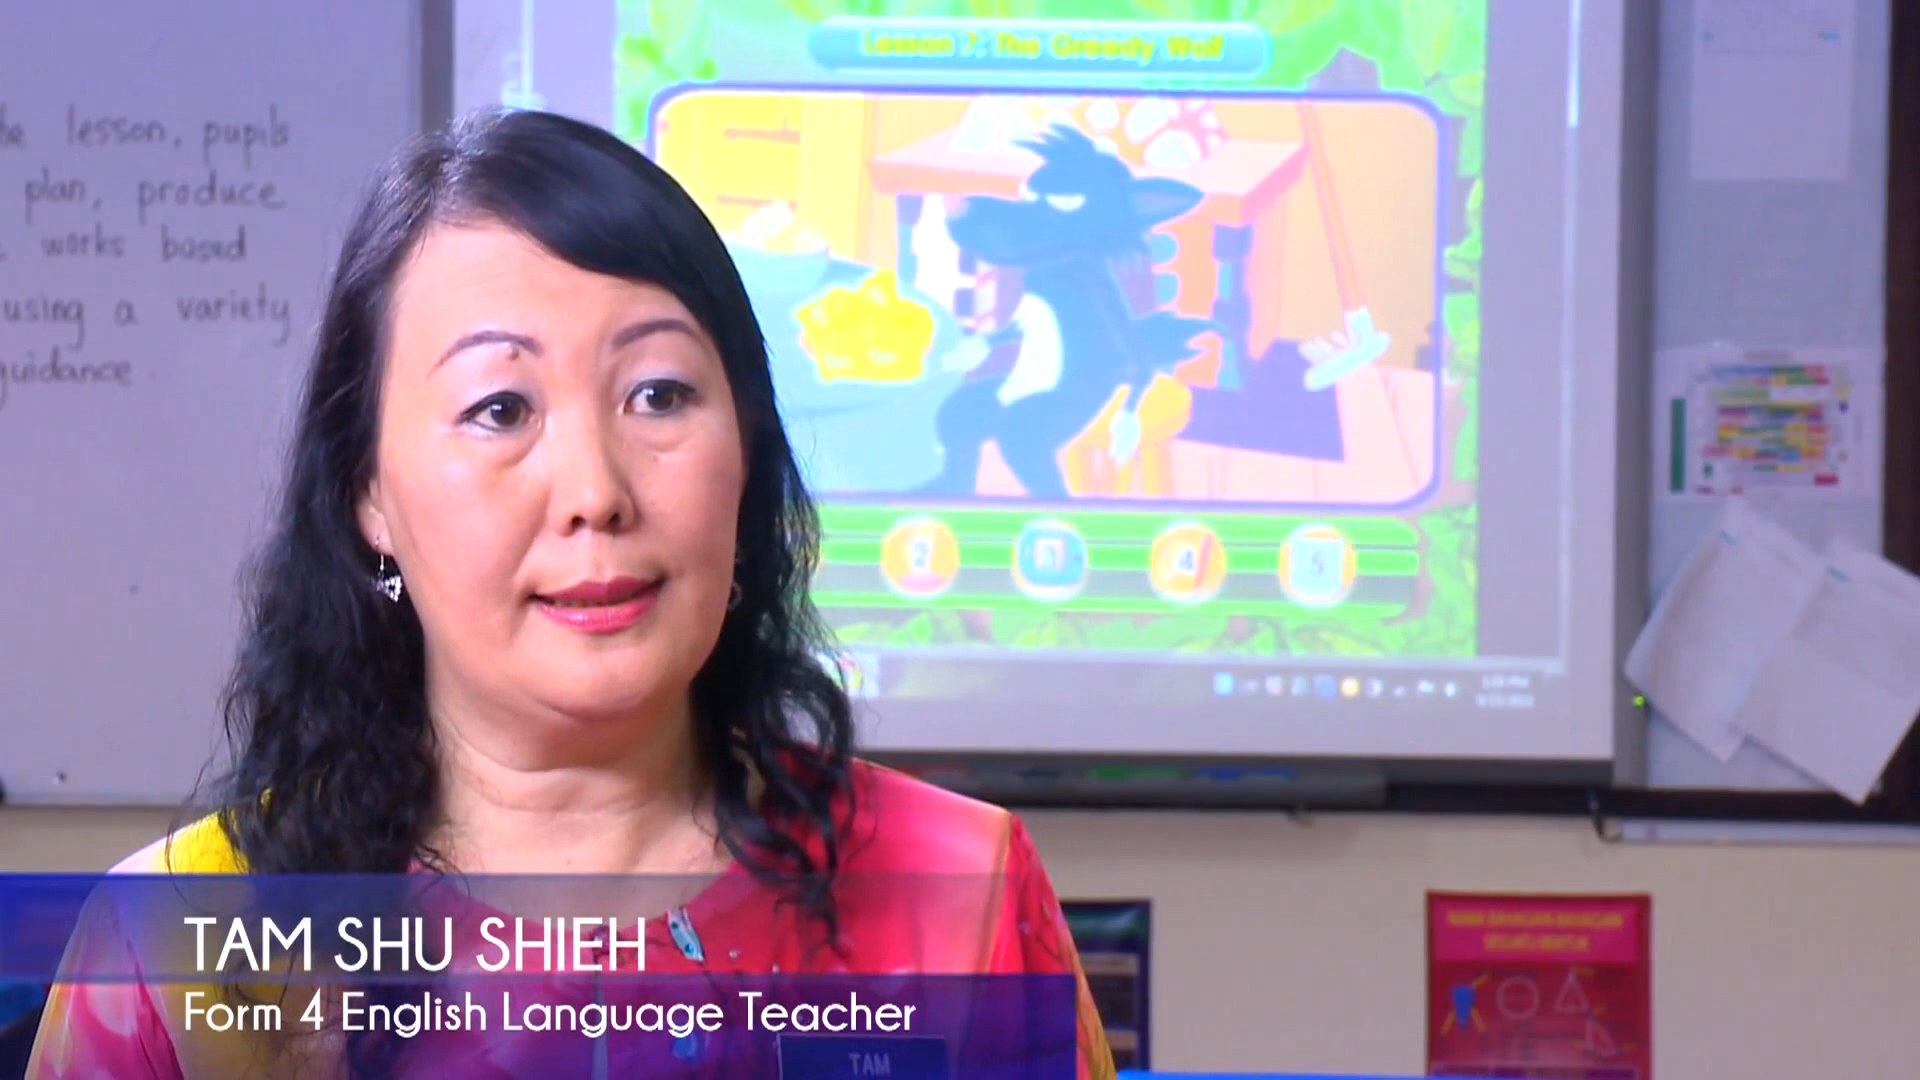 Lesson 7: The Greedy Wolf
lesson, pupils
plan, produce
works based
using a variety
guidance
2
4
5
TAM SHU SHIEH
Form 4 English Language Teacher
TAM